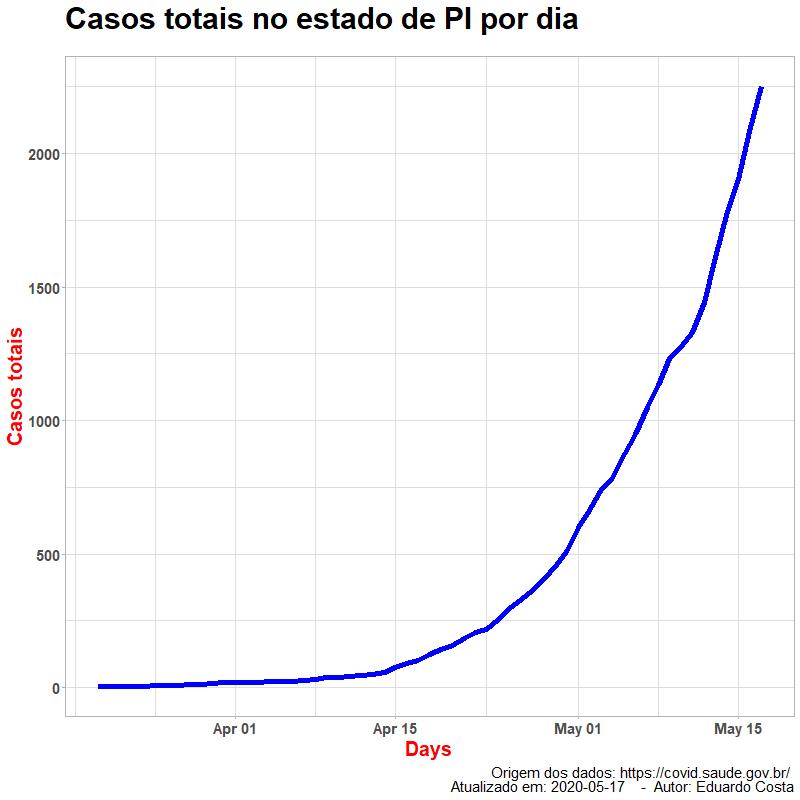 Casos totais no estado de PI por dia
Casos totais
2000
1500
1000
500
0
Apr 01 Apr 15 May 01 May 15
Days
Origem dos dados: https://covid.saude.gov.br/
Atualizado em: 2020-05-17 - Autor: Eduardo Costa